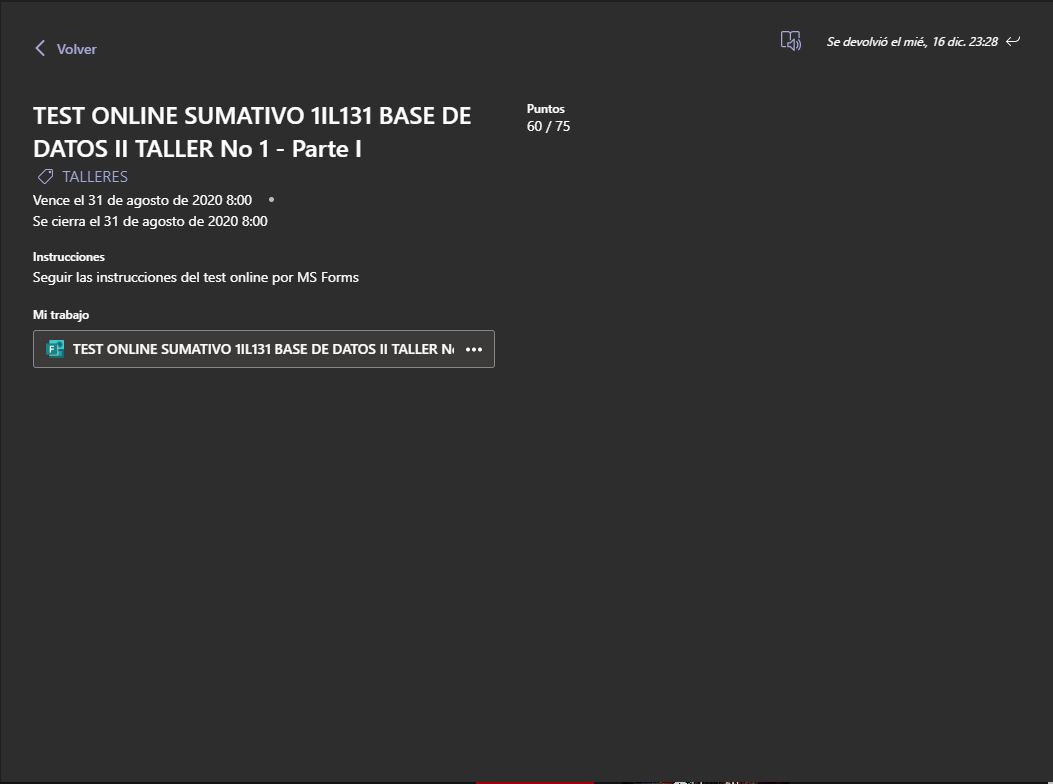 Volver
Se devolvió el mié., 16 dic. 23:28
TEST ONLINE SUMATIVO 1IL131 BASE DE
DATOS II TALLER No 1 - Parte I
Puntos
60 / 75
TALLERES
Vence el 31 de agosto de 2020 8:00 •
Se cierra el 31 de agosto de 2020 8:00
Instrucciones
Seguir las instrucciones del test online por MS Forms
Mi trabajo
TEST ONLINE SUMATIVO 1IL131 BASE DE DATOS II TALLER No